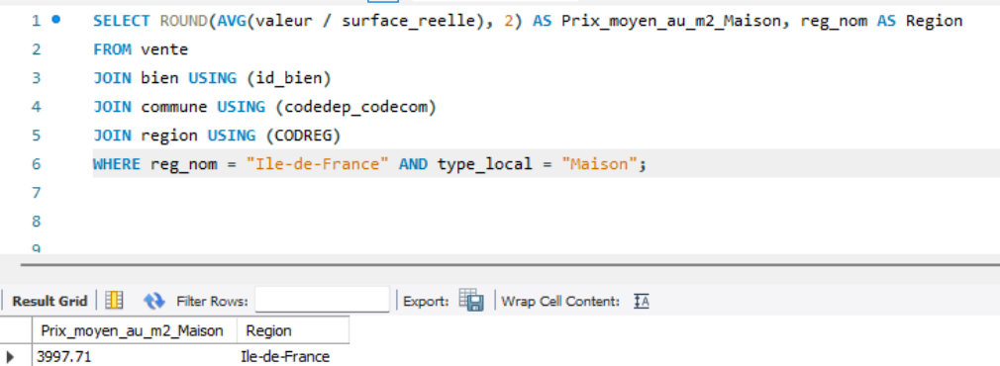 1 SELECT ROUND(AVG(valeur / surface_reelle), 2) AS Prix_moyen_au_m2_Maison, reg_nom AS Region
2 FROM vente
3 JOIN bien USING (id_bien)
4 JOIN commune USING (codedep_codecom)
5 JOIN region USING (CODREG)
6 WHERE reg_nom = "Ile-de-France" AND type_local = "Maison";
7
8
9
Result Grid Filter Rows: Export: Wrap Cell Content:
Prix_moyen_au_m2_Maison Region
3997.71 Ile-de-France